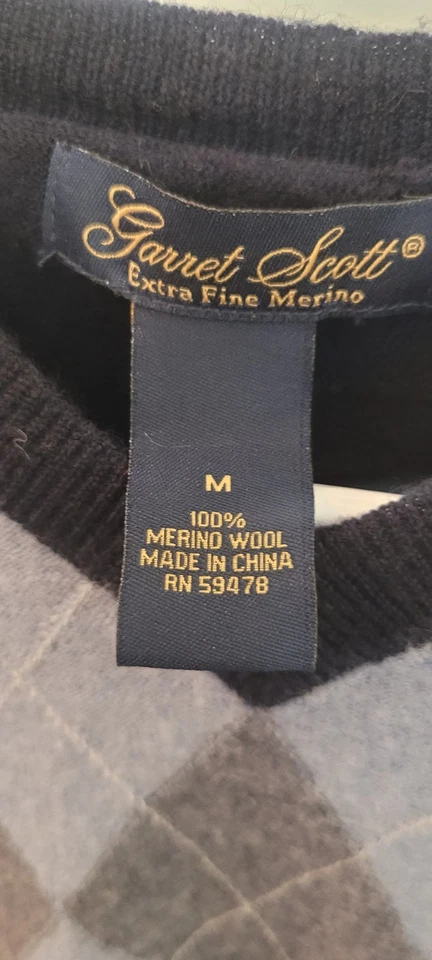 Garret Scott®
Extra Fine Merino
M
100%
MERINO WOOL
MADE IN CHINA
RN 59478